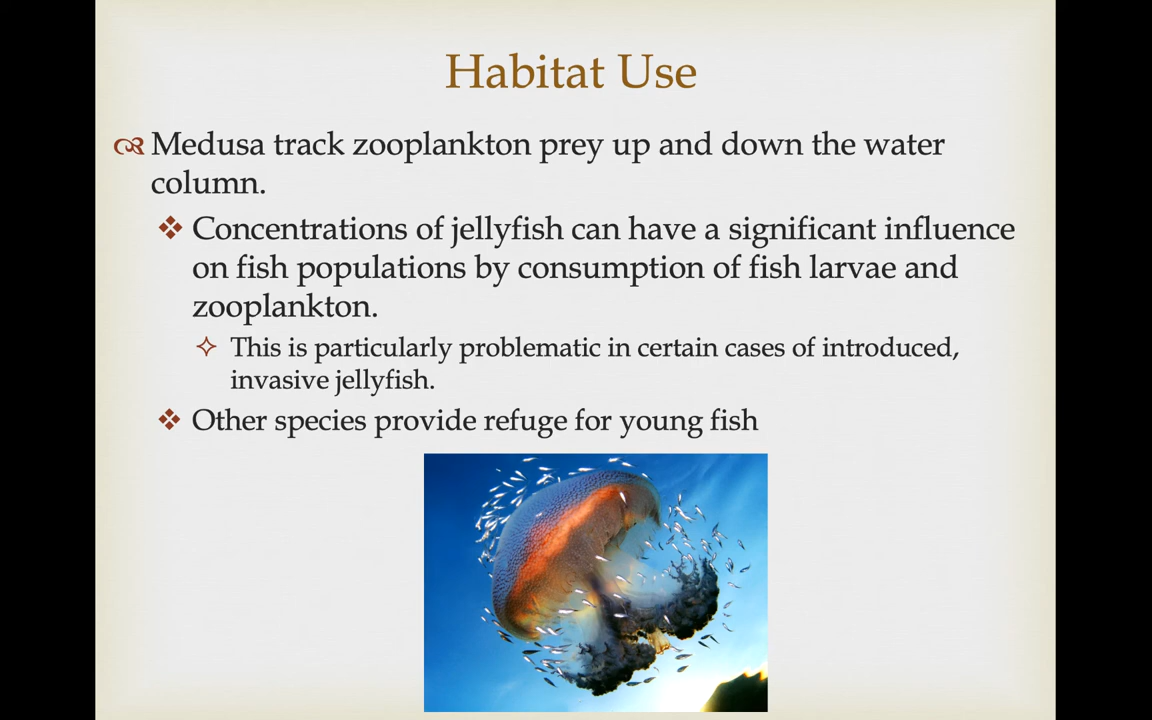 Habitat Use
Medusa track zooplankton prey up and down the water
column.
Concentrations of jellyfish can have a significant influence
on fish populations by consumption of fish larvae and
zooplankton.
This is particularly problematic in certain cases of introduced,
invasive jellyfish.
Other species provide refuge for young fish